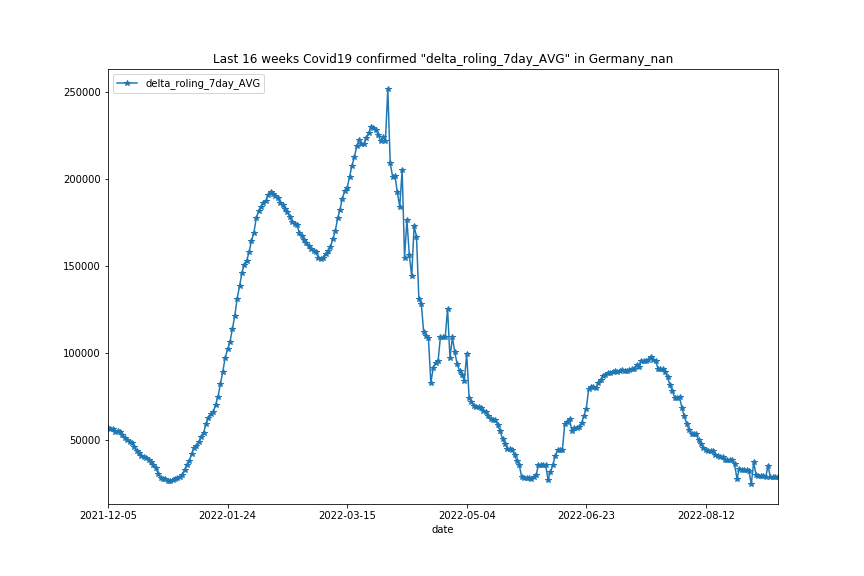 Last 16 weeks Covid19 confirmed "delta_roling_7day_AVG" in Germany_nan
delta_roling_7day_AVG
250000
200000
150000
100000
50000
2021-12-05 2022-01-24 2022-03-15 2022-05-04 2022-06-23 2022-08-12
date